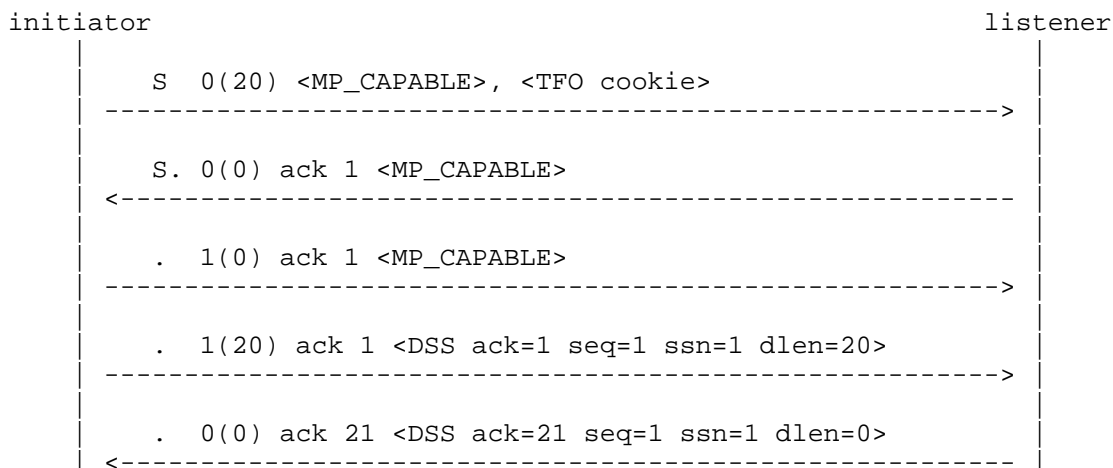 initiator listener
S 0(20) <MP_CAPABLE>, <TFO cookie>
S. 0(0) ack 1 <MP_CAPABLE>
. 1(0) ack 1 <MP_CAPABLE>
. 1(20) ack 1 <DSS ack=1 seq=1 ssn=1 dlen=20>
. 0(0) ack 21 <DSS ack=21 seq=1 ssn=1 dlen=0>